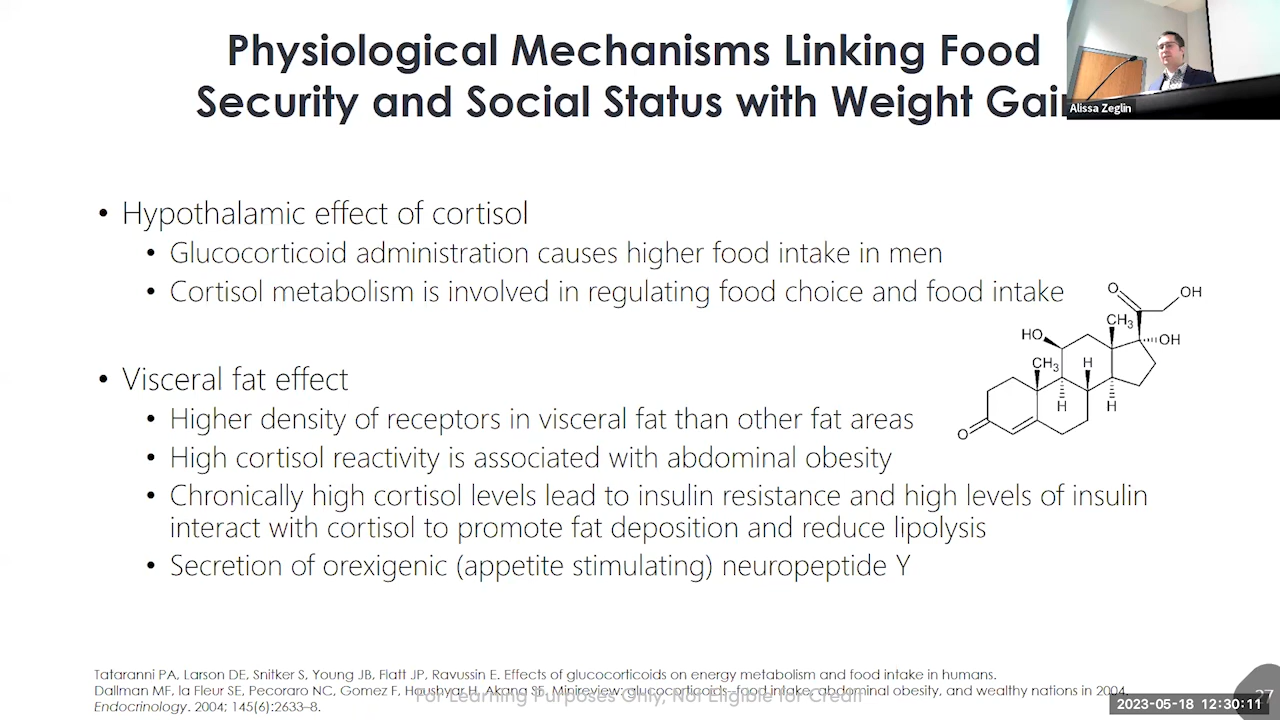 Physiological Mechanisms Linking Food
Security and Social Status with Weight Gai
Alissa Zeglin
• Hypothalamic effect of cortisol
• Glucocorticoid administration causes higher food intake in men
• Cortisol metabolism is involved in regulating food choice and food intake
O
OH
CH3
HO
OH
CH3
H
H
H
O
• Visceral fat effect
• Higher density of receptors in visceral fat than other fat areas
• High cortisol reactivity is associated with abdominal obesity
• Chronically high cortisol levels lead to insulin resistance and high levels of insulin
interact with cortisol to promote fat deposition and reduce lipolysis
• Secretion of orexigenic (appetite stimulating) neuropeptide Y
Tataranni PA, Larson DE, Snitker S, Young JB, Flatt JP, Ravussin E. Effects of glucocorticoids on energy metabolism and food intake in humans.
Dallman MF, la Fleur SE, Pecoraro NC, Gomez F, Houshyar H, Akana SF. Minireview: glucocorticoids--food intake, abdominal obesity, and wealthy nations in 2004.
For Learning Purposes Only, Not Eligible for Credit
Endocrinology. 2004; 145(6):2633–8.
27
2023-05-18 12:30:11